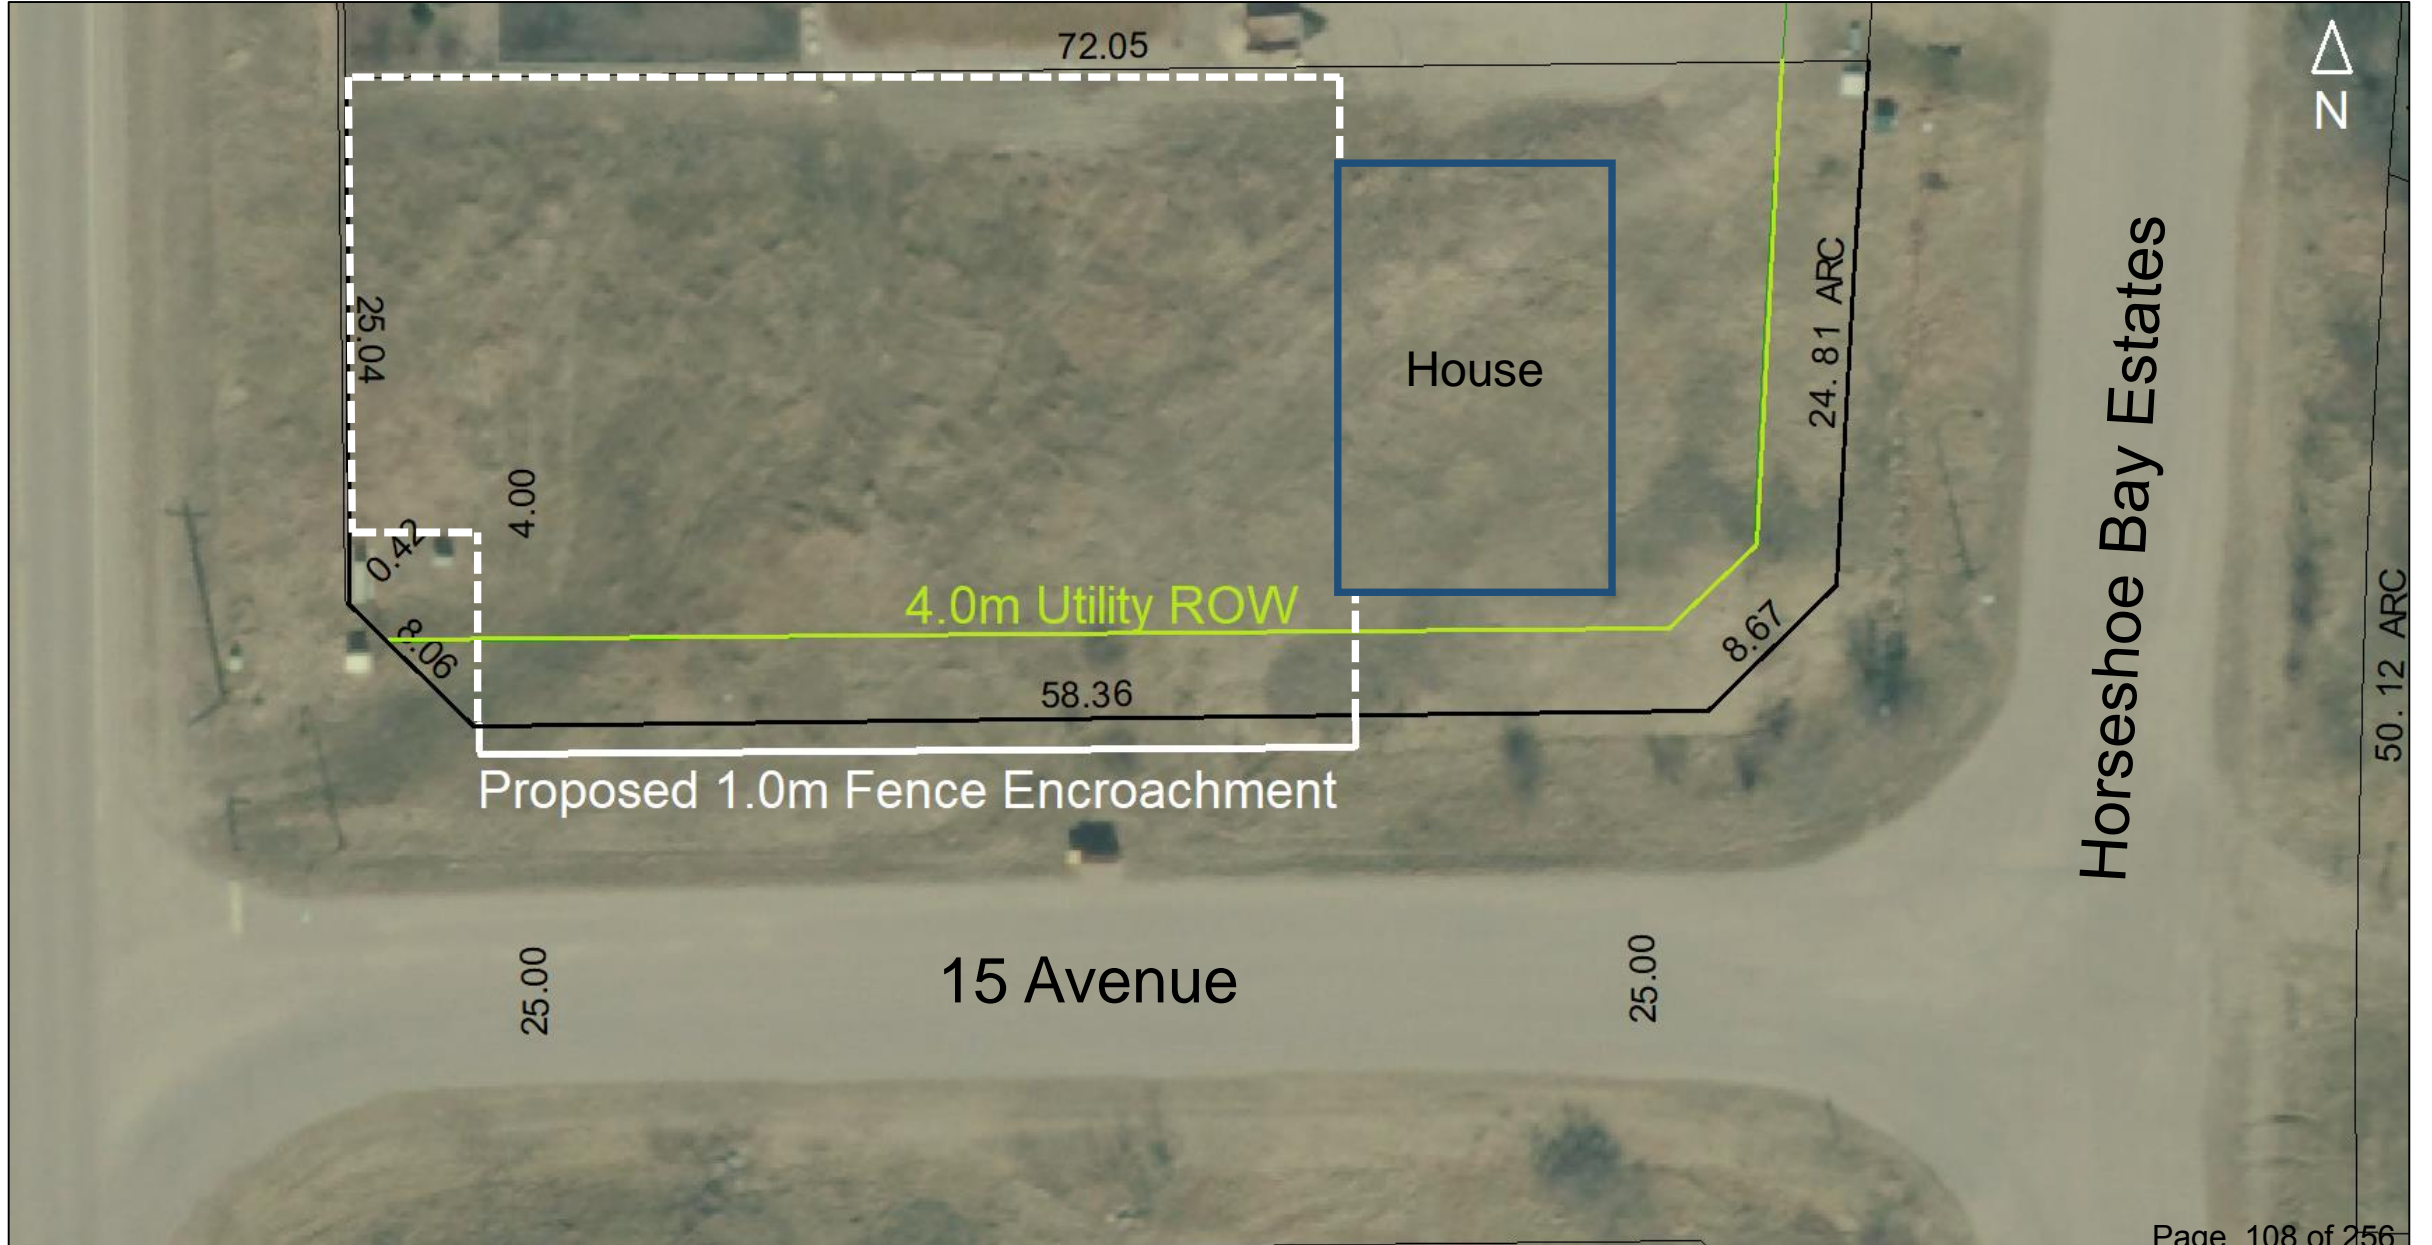 72.05
N
25.04
24.81 ARC
House
Horseshoe Bay Estates
4.00
0.42
4.0m Utility ROW
8.06
8.67
58.36
50.12 ARC
Proposed 1.0m Fence Encroachment
15 Avenue
25.00
25.00
Page 108 of 256